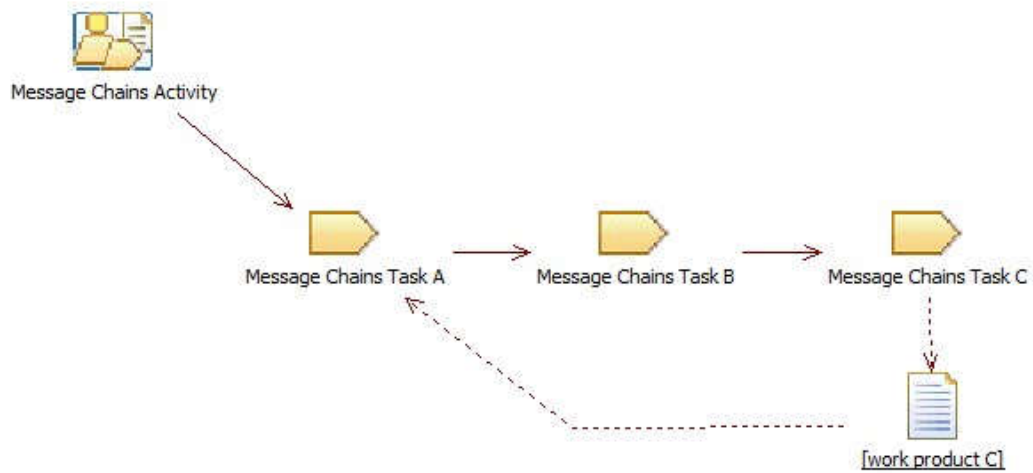 Message Chains Activity
Message Chains Task A
Message Chains Task B
Message Chains Task C
[work product C]